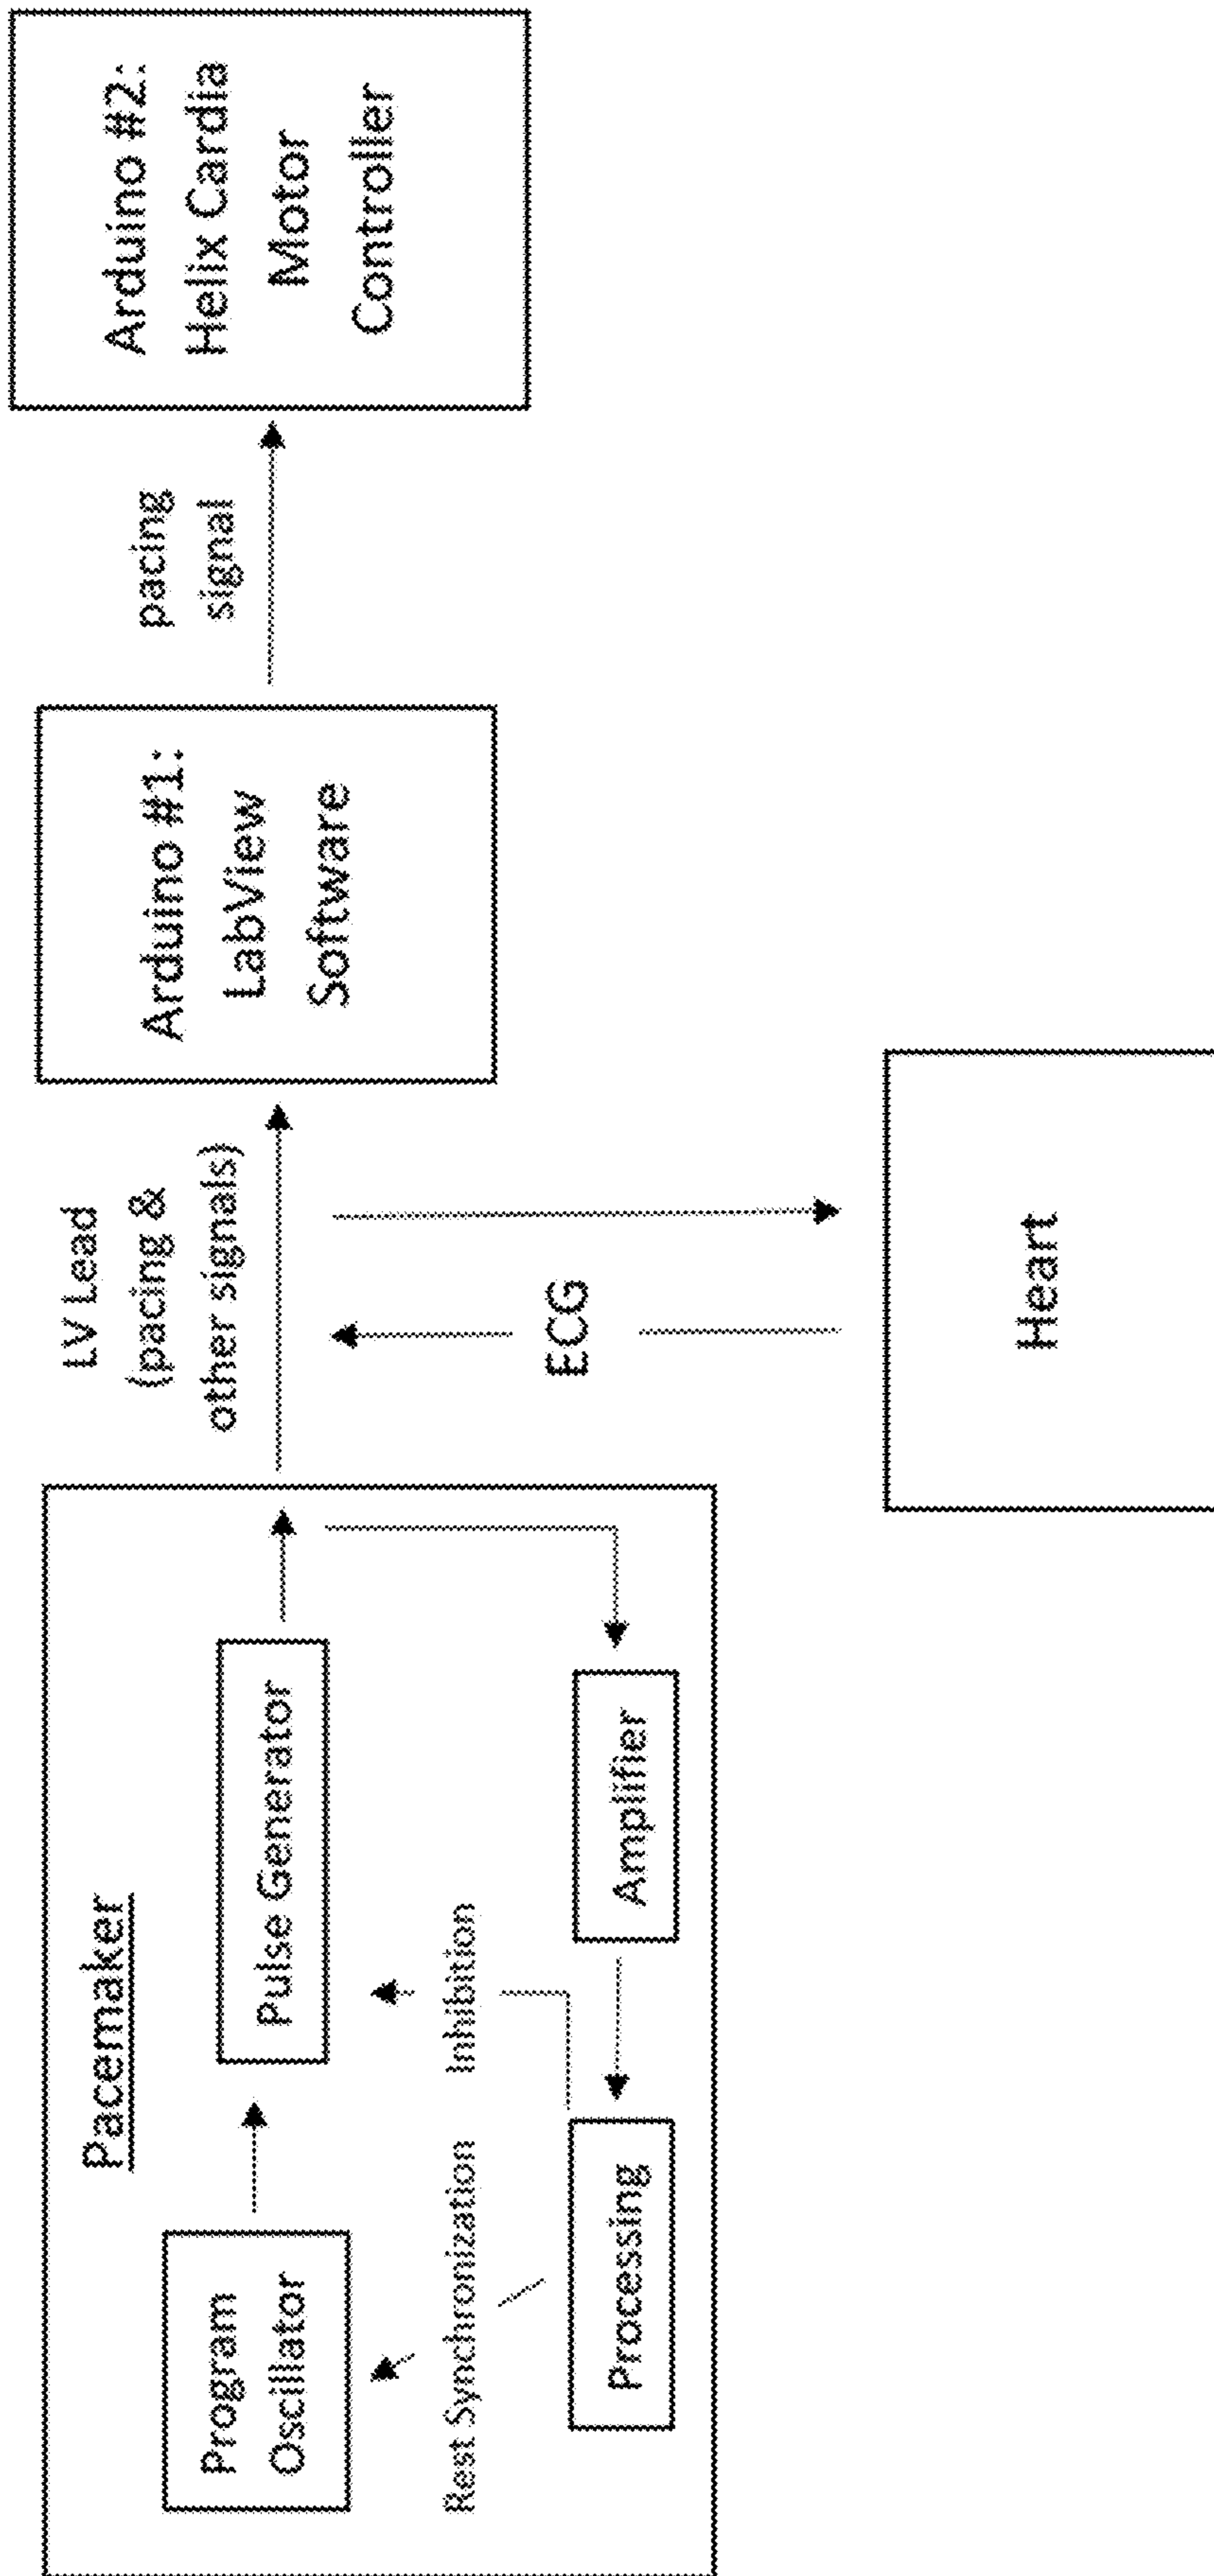 Pacemaker
Program
Oscillator
Pulse Generator
Rest Synchronization
Inhibition
Processing
Amplifier
LV Lead
(pacing &
other signals)
ECG
Heart
Arduino #1:
LabView
Software
pacing
signal
Arduino #2:
Helix Cardia
Motor
Controller